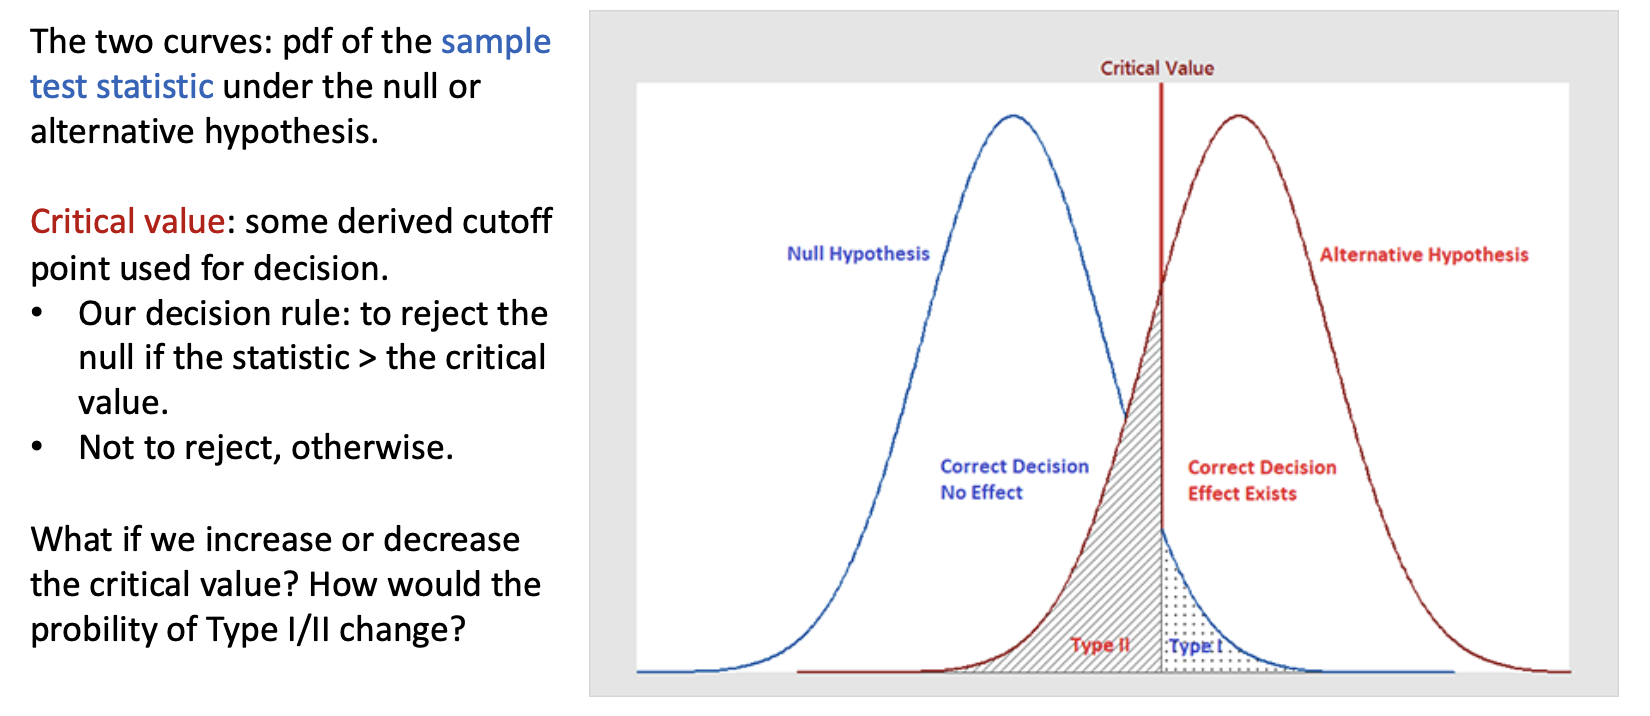 The two curves: pdf of the sample
test statistic under the null or
alternative hypothesis.
Critical value: some derived cutoff
point used for decision.
• Our decision rule: to reject the
null if the statistic > the critical
value.
• Not to reject, otherwise.
What if we increase or decrease
the critical value? How would the
probility of Type I/II change?
Critical Value
Null Hypothesis
Alternative Hypothesis
Correct Decision
No Effect
Correct Decision
Effect Exists
Type II
Type I